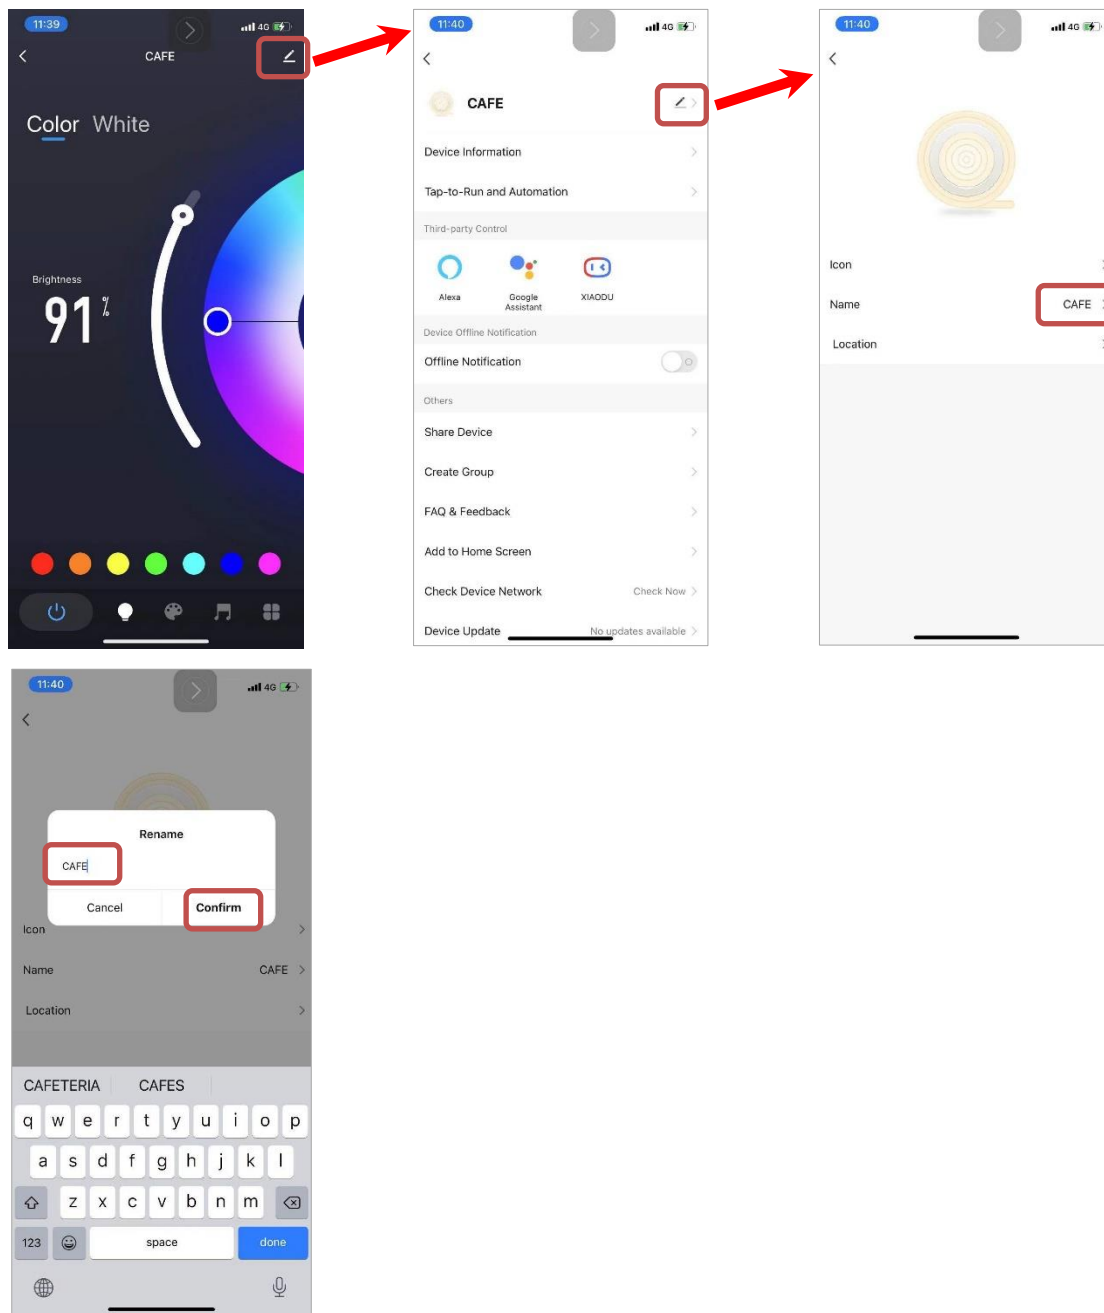 11:39
4G
CAFE
Color White
Brightness
91 %
11:40
4G
CAFE
Device Information
Tap-to-Run and Automation
Third-party Control
Alexa
Google Assistant
XIAODU
Device Offline Notification
Offline Notification
Others
Share Device
Create Group
FAQ & Feedback
Add to Home Screen
Check Device Network Check Now
Device Update No updates available
11:40
4G
Icon
Name CAFE
Location
11:40
4G
Rename
CAFE
Cancel Confirm
Icon
Name CAFE
Location
CAFETERIA CAFES
q w e r t y u i o p
a s d f g h j k l
z x c v b n m
123 space done